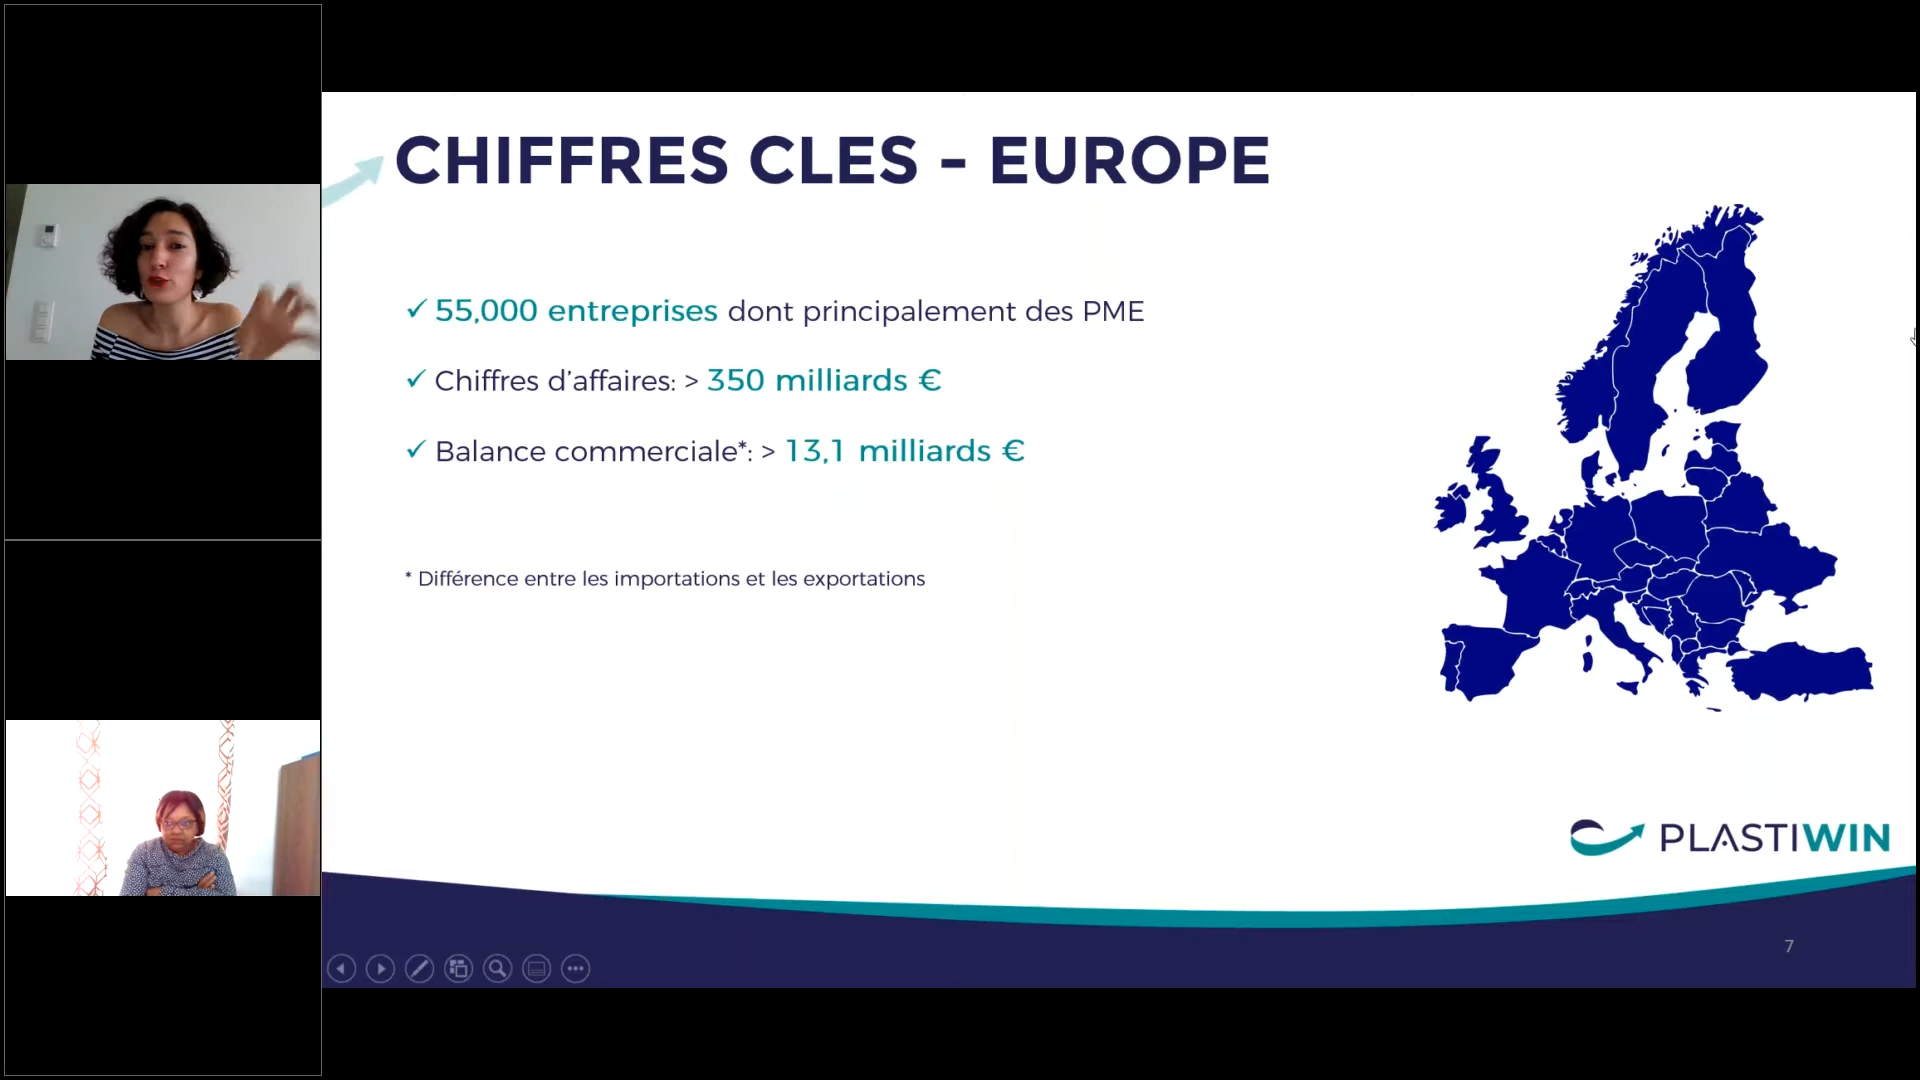 CHIFFRES CLES - EUROPE
✓ 55,000 entreprises dont principalement des PME
✓ Chiffres d’affaires: > 350 milliards €
✓ Balance commerciale*: > 13,1 milliards €
* Différence entre les importations et les exportations
PLASTIWIN
7